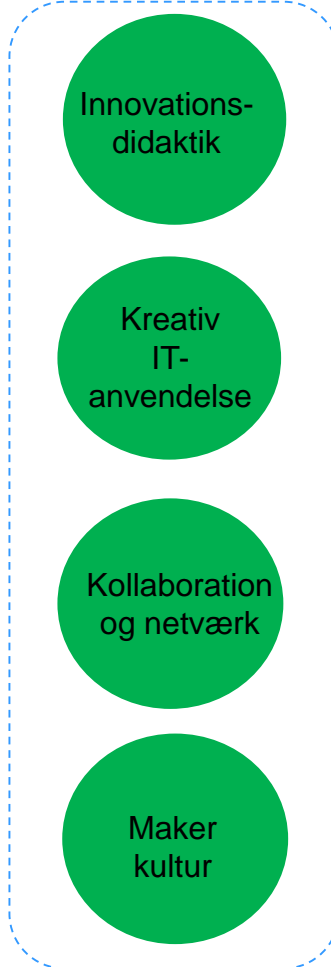 Innovations-
didaktik
Kreativ
IT-
anvendelse
Kollaboration
og netværk
Maker
kultur